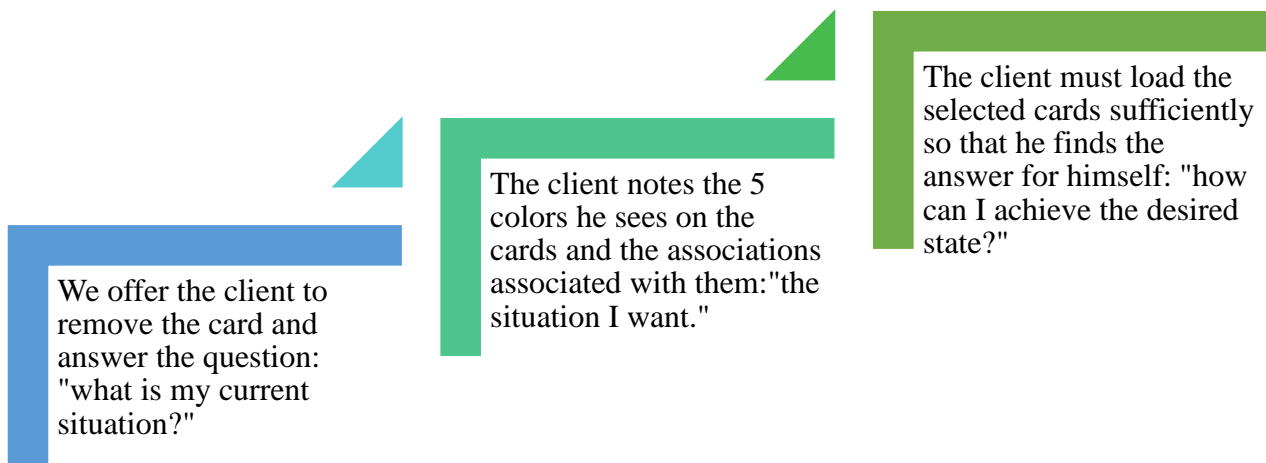 We offer the client to
remove the card and
answer the question:
"what is my current
situation?"
The client notes the 5
colors he sees on the
cards and the associations
associated with them:"the
situation I want."
The client must load the
selected cards sufficiently
so that he finds the
answer for himself: "how
can I achieve the desired
state?"